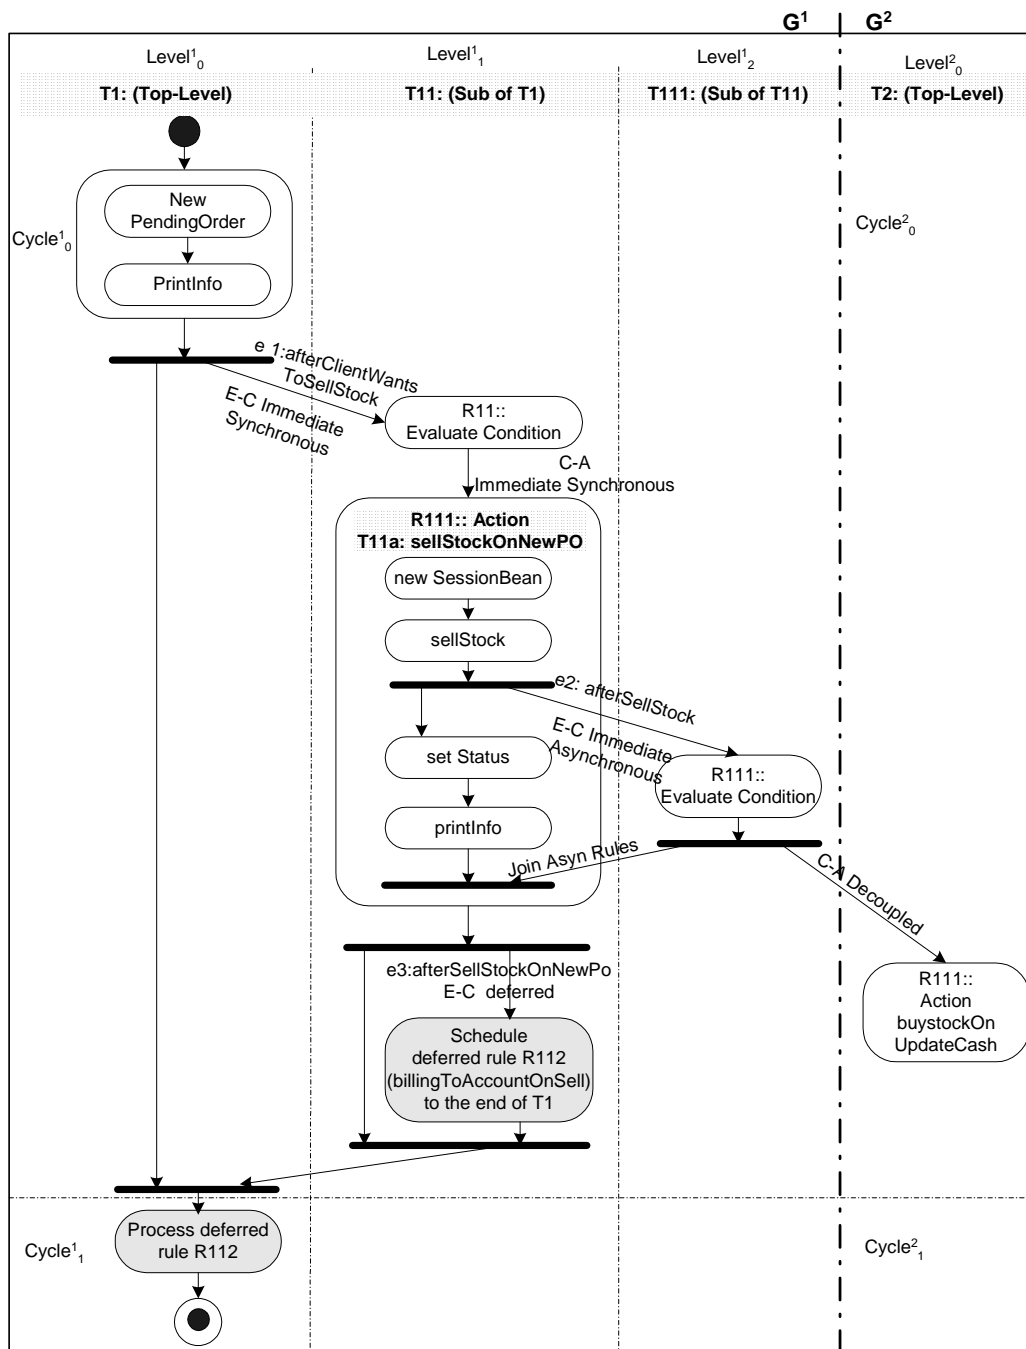 G¹ G²
Level¹₀ Level¹₁ Level¹₂ Level²₀
T1: (Top-Level) T11: (Sub of T1) T111: (Sub of T11) T2: (Top-Level)
New
PendingOrder
Cycle¹₀
Cycle²₀
PrintInfo
e 1:afterClientWants
ToSellStock
E-C Immediate
Synchronous
R11::
Evaluate Condition
C-A
Immediate Synchronous
R111:: Action
T11a: sellStockOnNewPO
new SessionBean
sellStock
e2: afterSellStock
E-C Immediate
Asynchronous
set Status
R111::
Evaluate Condition
printInfo
Join Asyn Rules
C-A Decoupled
e3:afterSellStockOnNewPo
E-C deferred
R111::
Action
buystockOn
UpdateCash
Schedule
deferred rule R112
(billingToAccountOnSell)
to the end of T1
Process deferred
rule R112
Cycle¹₁
Cycle²₁